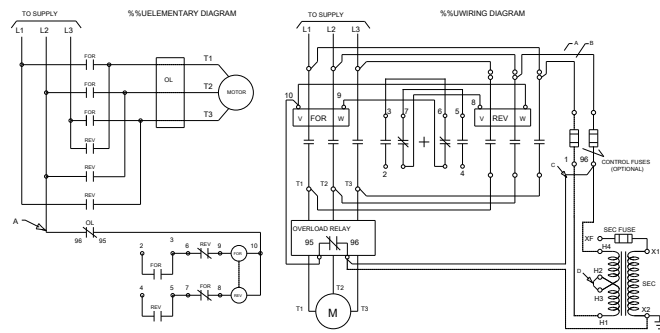 TO SUPPLY
%%UELEMENTARY DIAGRAM
L1 L2 L3
FOR
T1
OL
FOR
T2
MOTOR
FOR
T3
REV
REV
REV
A
OL
96 95
2 3 6 REV 9 FOR 10
FOR
4 5 7 FOR 8 REV
REV
TO SUPPLY
%%UWIRING DIAGRAM
L1 L2 L3
A B
10 9 8
V FOR W
3 7 6 5
V REV W
2 4
1 96
CONTROL FUSES
(OPTIONAL)
C
T1 T2 T3
OVERLOAD RELAY
95 96
SEC FUSE
XF
H4 X1
D
H2
SEC
H3
T2
T1 T3
M
H1 X2